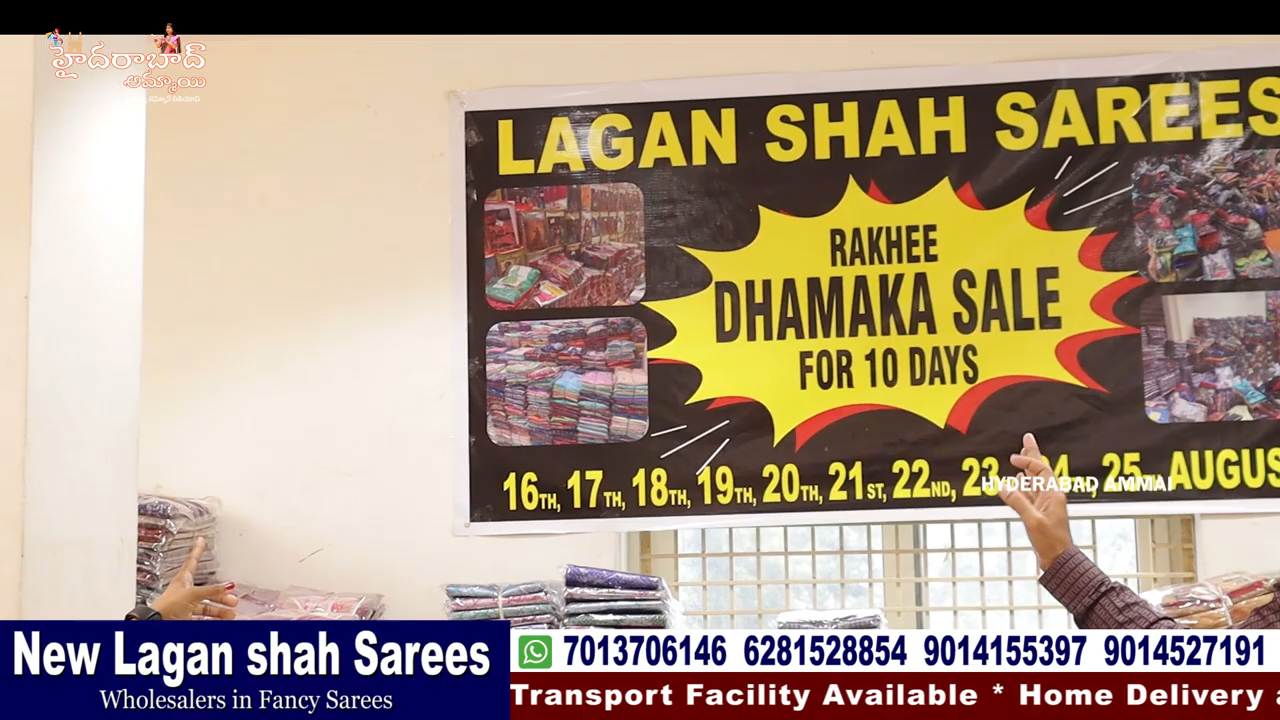 హైదరాబాద్
అమ్మాయి
LAGAN SHAH SAREES
RAKHEE
DHAMAKA SALE
FOR 10 DAYS
16TH, 17TH, 18TH, 19TH, 20TH, 21ST, 22ND, 23 24 25 AUGUS
HYDERABAD AMMAI
New Lagan shah Sarees
Wholesalers in Fancy Sarees
7013706146 6281528854 9014155397 9014527191
Transport Facility Available * Home Delivery a